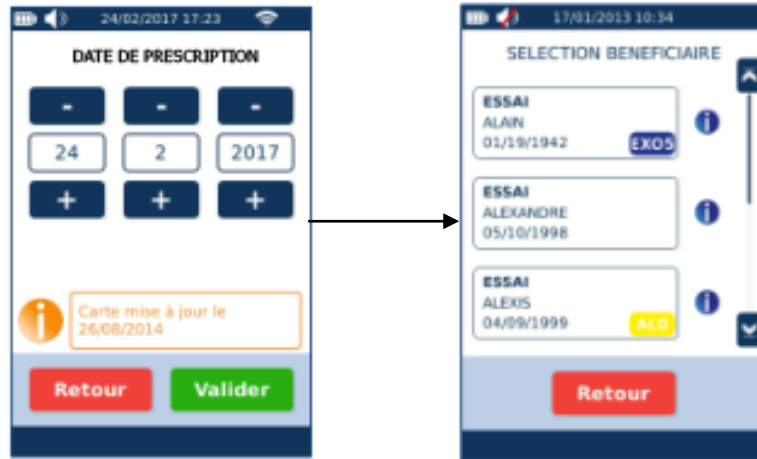 24/02/2017 17:23
DATE DE PRESCRIPTION
- - -
24 2 2017
+ + +
Carte mise à jour le
26/08/2014
Retour Valider
17/01/2013 10:34
SELECTION BENEFICIAIRE
ESSAI
ALAIN
01/19/1942 EXO5
ESSAI
ALEXANDRE
05/10/1998
ESSAI
ALEXIS
04/09/1999 ALD
Retour